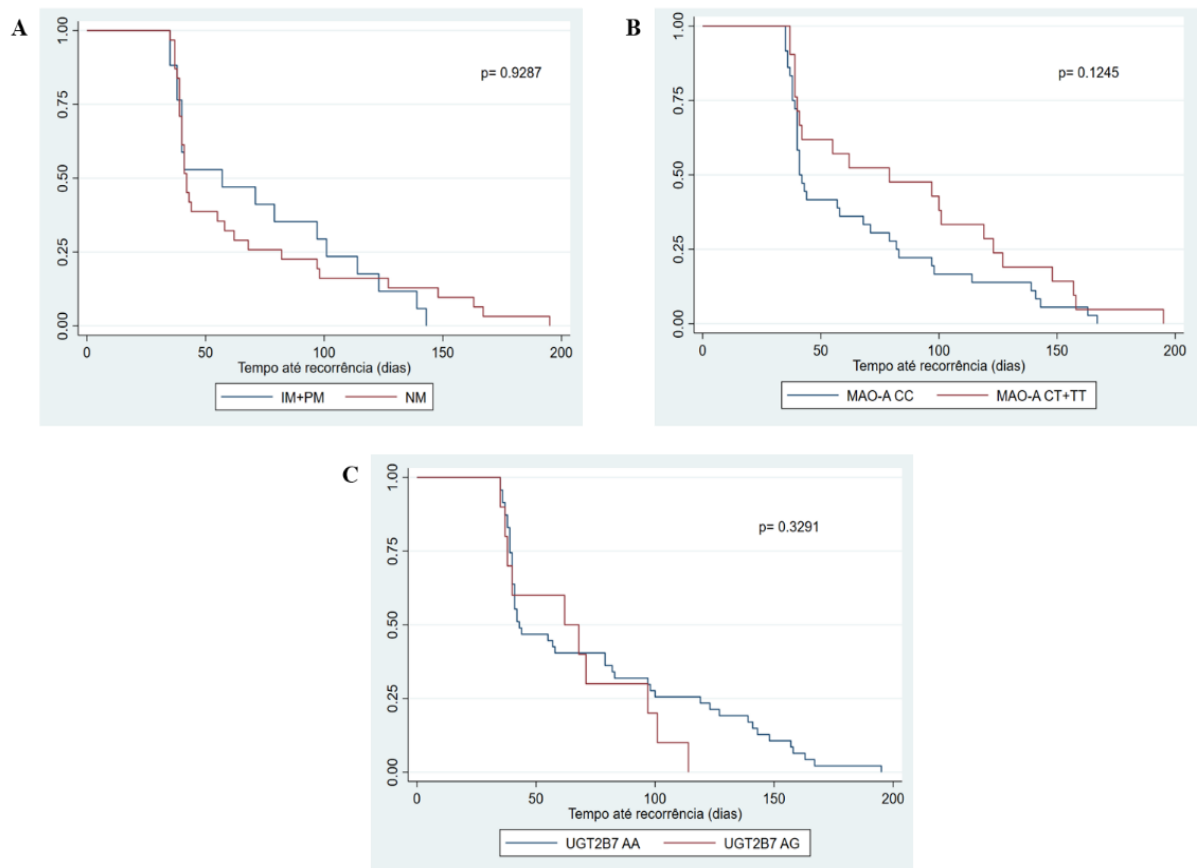 A
1.00
0.75
0.50
0.25
0.00
p= 0.9287
0
50
100
150
200
Tempo até recorrência (dias)
IM+PM
NM
B
1.00
0.75
0.50
0.25
0.00
p= 0.1245
0
50
100
150
200
Tempo até recorrência (dias)
MAO-A CC
MAO-A CT+TT
C
1.00
0.75
0.50
0.25
0.00
p= 0.3291
0
50
100
150
200
Tempo até recorrência (dias)
UGT2B7 AA
UGT2B7 AG